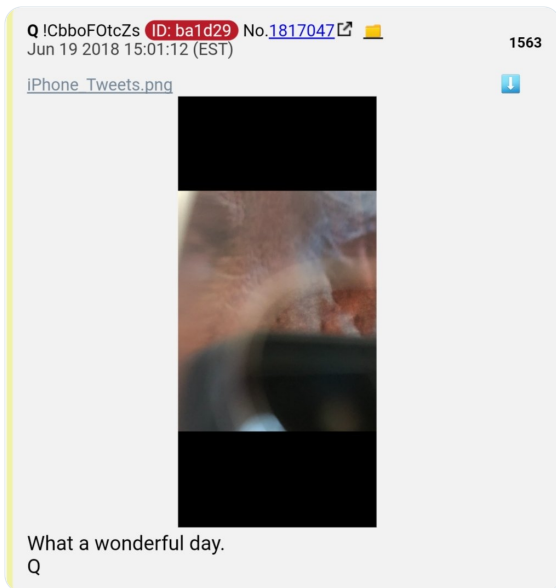 Q !CbboFOtcZs ID: ba1d29 No.1817047
Jun 19 2018 15:01:12 (EST)
1563
iPhone_Tweets.png
What a wonderful day.
Q